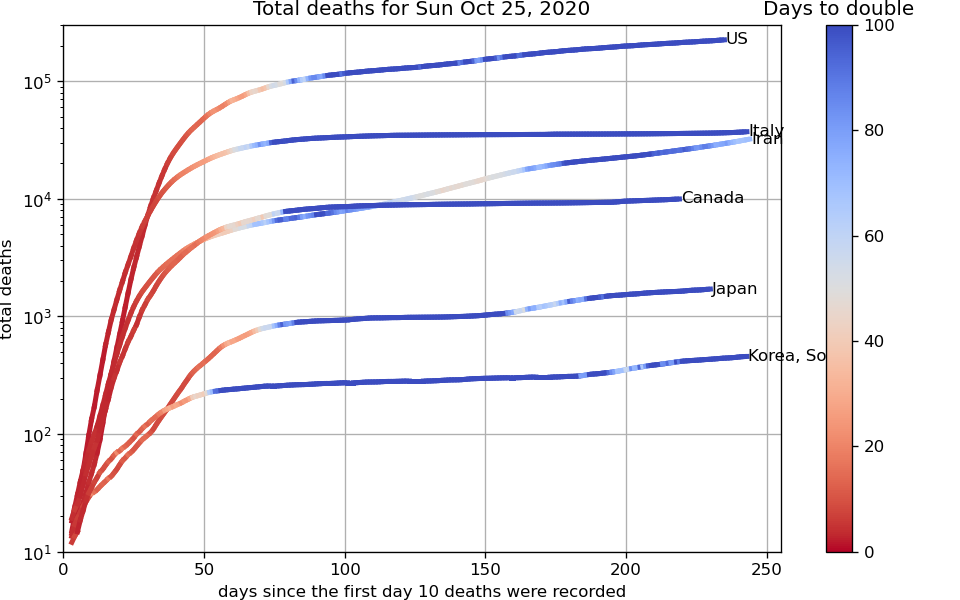 Total deaths for Sun Oct 25, 2020
Days to double
total deaths
10^5
10^4
10^3
10^2
10^1
US
Italy
Iran
Canada
Japan
Korea, So
0
50
100
150
200
250
days since the first day 10 deaths were recorded
100
80
60
40
20
0